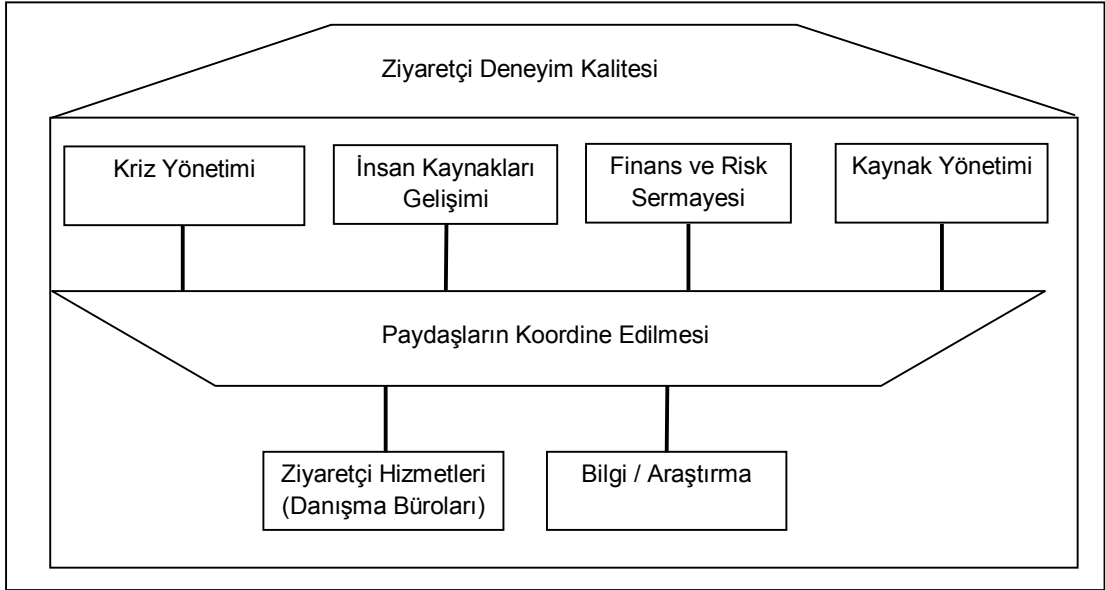 Ziyaretçi Deneyim Kalitesi
Kriz Yönetimi
İnsan Kaynakları
Gelişimi
Finans ve Risk
Sermayesi
Kaynak Yönetimi
Paydaşların Koordine Edilmesi
Ziyaretçi Hizmetleri
(Danışma Büroları)
Bilgi / Araştırma